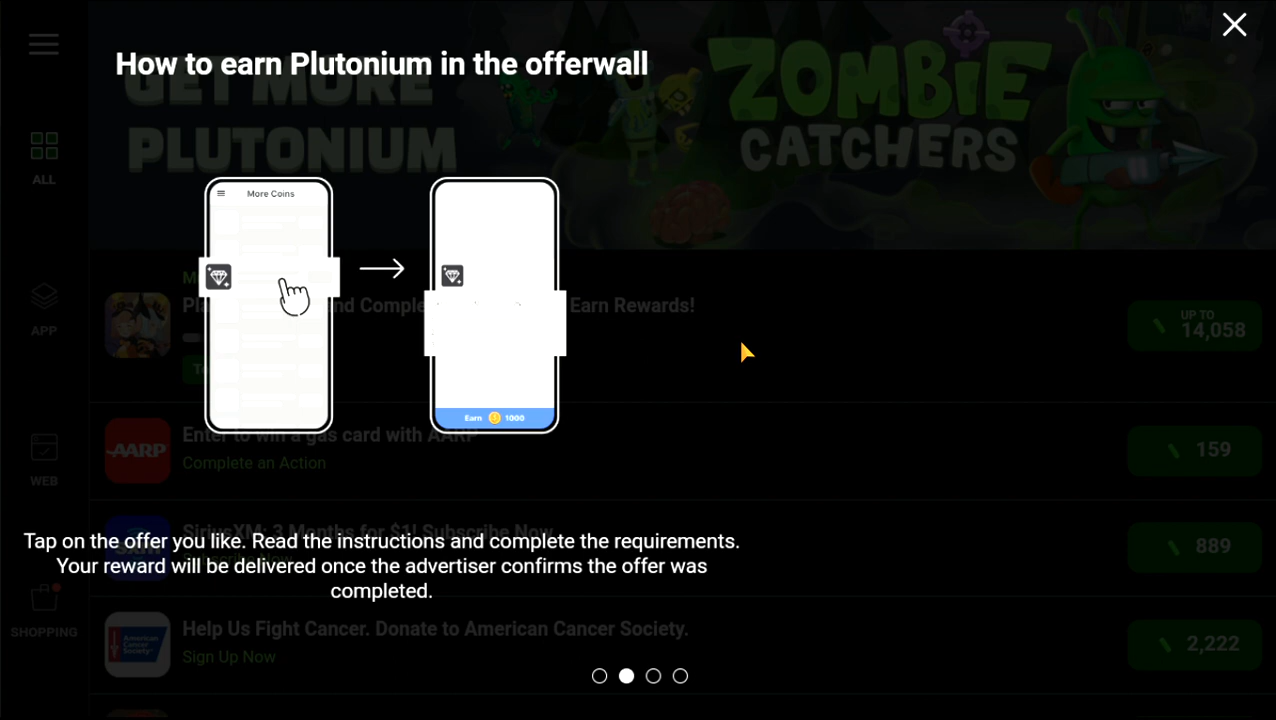 How to earn Plutonium in the offerwall
GET MORE
PLUTONIUM
ZOMBiE
CATCHERS
ALL
More Coins
APP
Earn Rewards!
UP TO
14,058
Earn 1000
AARP
Enter to win a gas card with AARP
Complete an Action
159
WEB
SiriusXM: 3 Months for $1! Subscribe Now
889
Tap on the offer you like. Read the instructions and complete the requirements.
Your reward will be delivered once the advertiser confirms the offer was
completed.
SHOPPING
American
Cancer
Society
Help Us Fight Cancer. Donate to American Cancer Society.
Sign Up Now
2,222